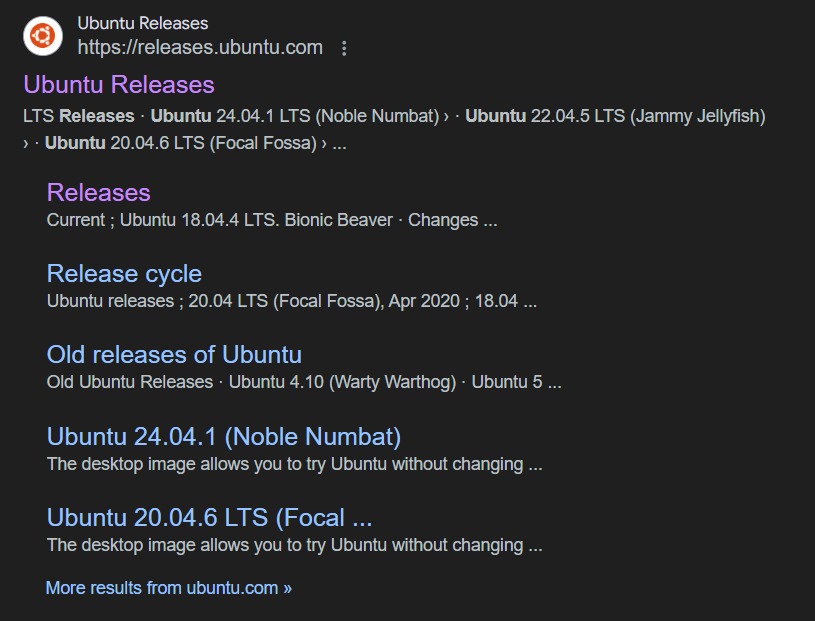 Ubuntu Releases
https://releases.ubuntu.com
Ubuntu Releases
LTS Releases · Ubuntu 24.04.1 LTS (Noble Numbat) › · Ubuntu 22.04.5 LTS (Jammy Jellyfish)
› · Ubuntu 20.04.6 LTS (Focal Fossa) › ...
Releases
Current ; Ubuntu 18.04.4 LTS. Bionic Beaver · Changes ...
Release cycle
Ubuntu releases ; 20.04 LTS (Focal Fossa), Apr 2020 ; 18.04 ...
Old releases of Ubuntu
Old Ubuntu Releases · Ubuntu 4.10 (Warty Warthog) · Ubuntu 5 ...
Ubuntu 24.04.1 (Noble Numbat)
The desktop image allows you to try Ubuntu without changing ...
Ubuntu 20.04.6 LTS (Focal ...
The desktop image allows you to try Ubuntu without changing ...
More results from ubuntu.com »